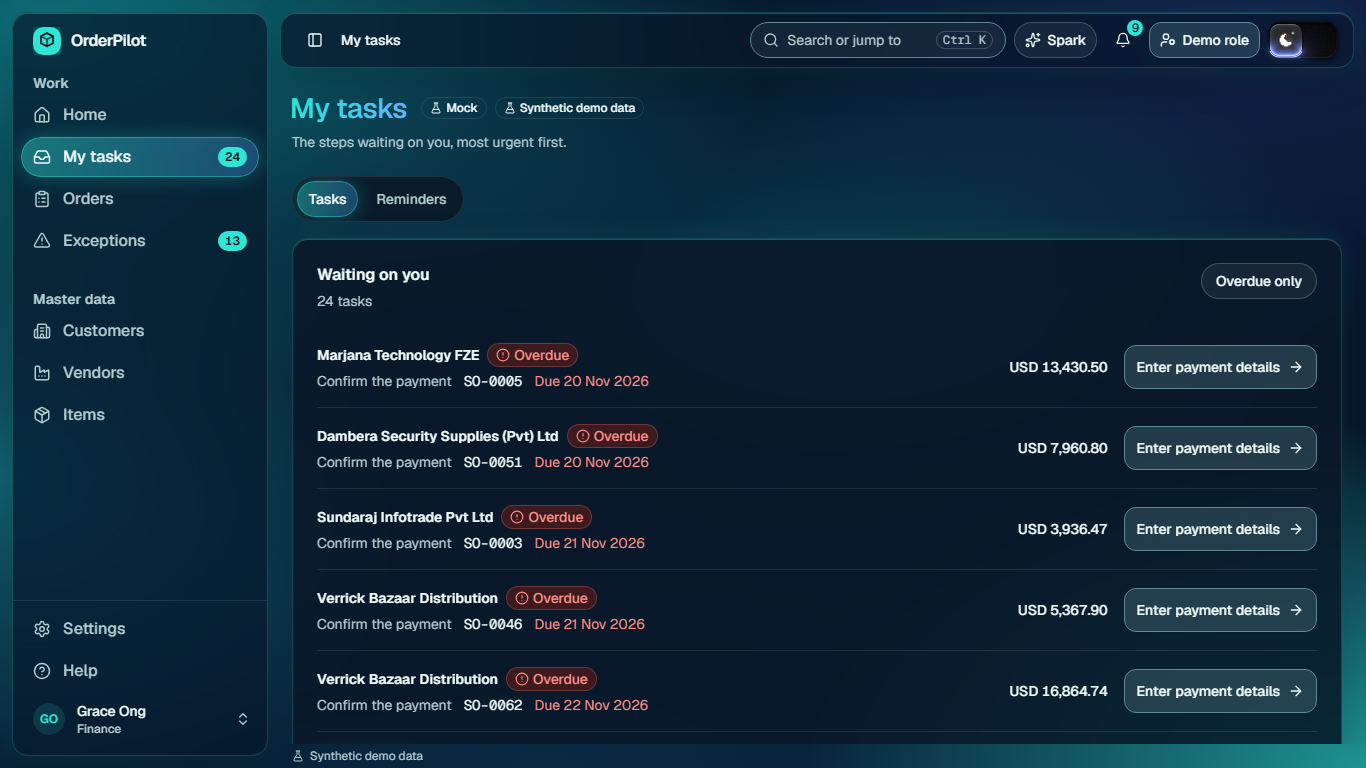 OrderPilot
Work
Home
My tasks 24
Orders
Exceptions 13
Master data
Customers
Vendors
Items
Settings
Help
GO
Grace Ong
Finance
My tasks
Search or jump to Ctrl K
Spark
9
Demo role
My tasks
Mock
Synthetic demo data
The steps waiting on you, most urgent first.
Tasks
Reminders
Waiting on you
24 tasks
Overdue only
Marjana Technology FZE Overdue
Confirm the payment SO-0005 Due 20 Nov 2026
USD 13,430.50
Enter payment details
Dambera Security Supplies (Pvt) Ltd Overdue
Confirm the payment SO-0051 Due 20 Nov 2026
USD 7,960.80
Enter payment details
Sundaraj Infotrade Pvt Ltd Overdue
Confirm the payment SO-0003 Due 21 Nov 2026
USD 3,936.47
Enter payment details
Verrick Bazaar Distribution Overdue
Confirm the payment SO-0046 Due 21 Nov 2026
USD 5,367.90
Enter payment details
Verrick Bazaar Distribution Overdue
Confirm the payment SO-0062 Due 22 Nov 2026
USD 16,864.74
Enter payment details
Synthetic demo data